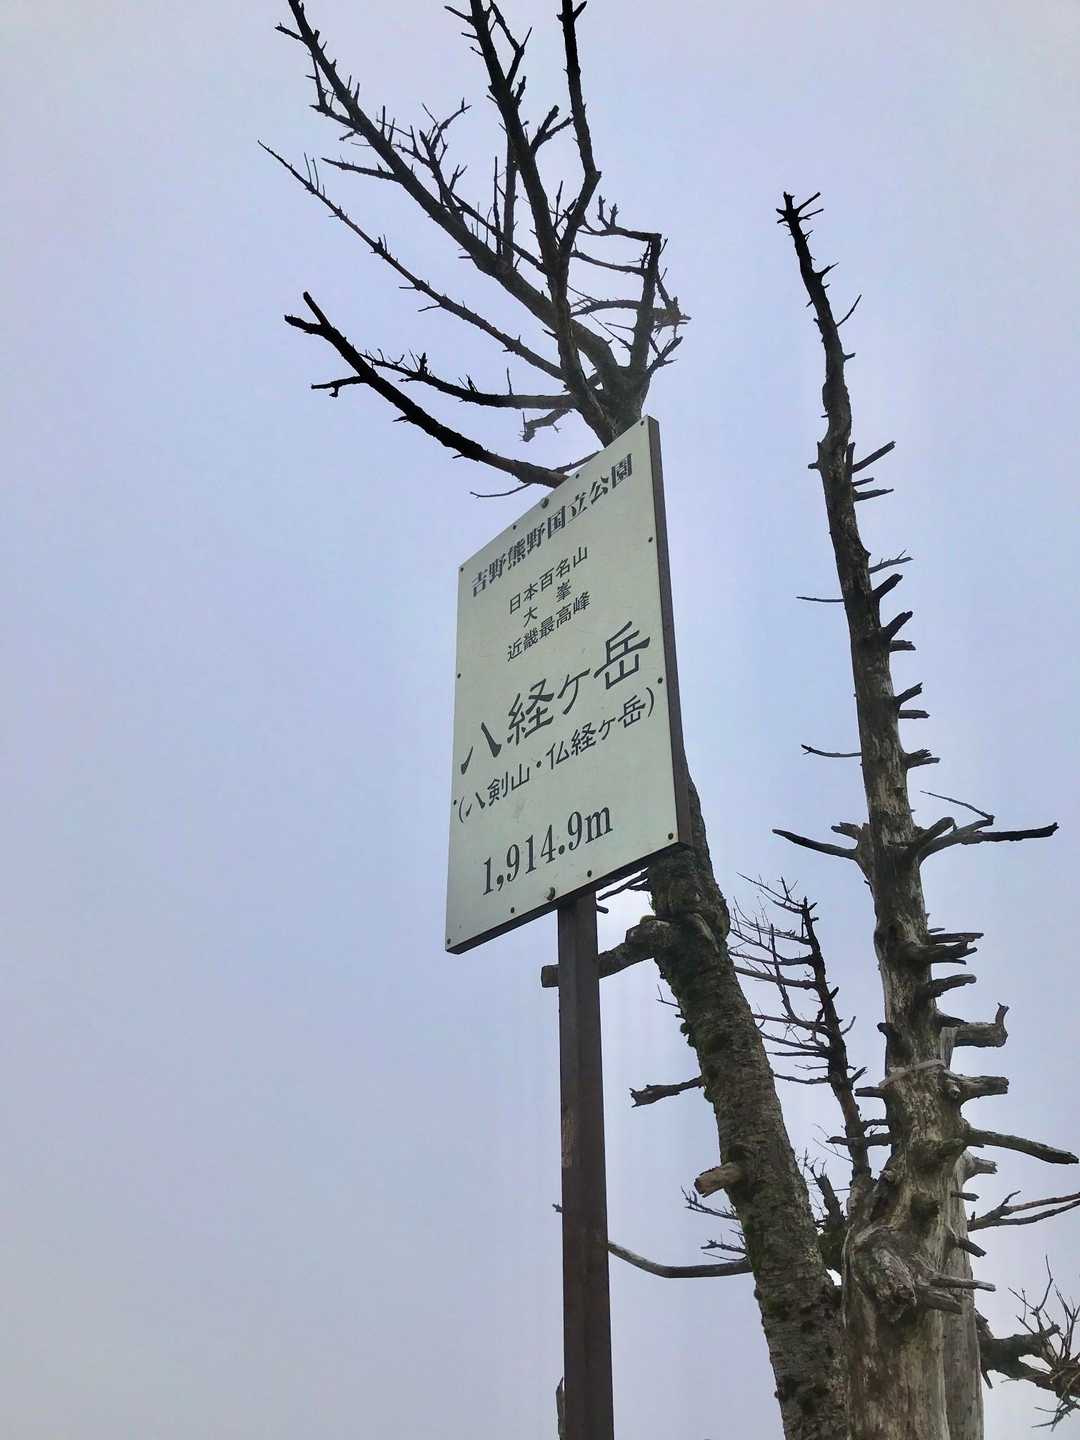 吉野熊野国立公園
日本百名山
大峯
近畿最高峰
八経ヶ岳
(八剣山・仏経ヶ岳)
1,914.9m